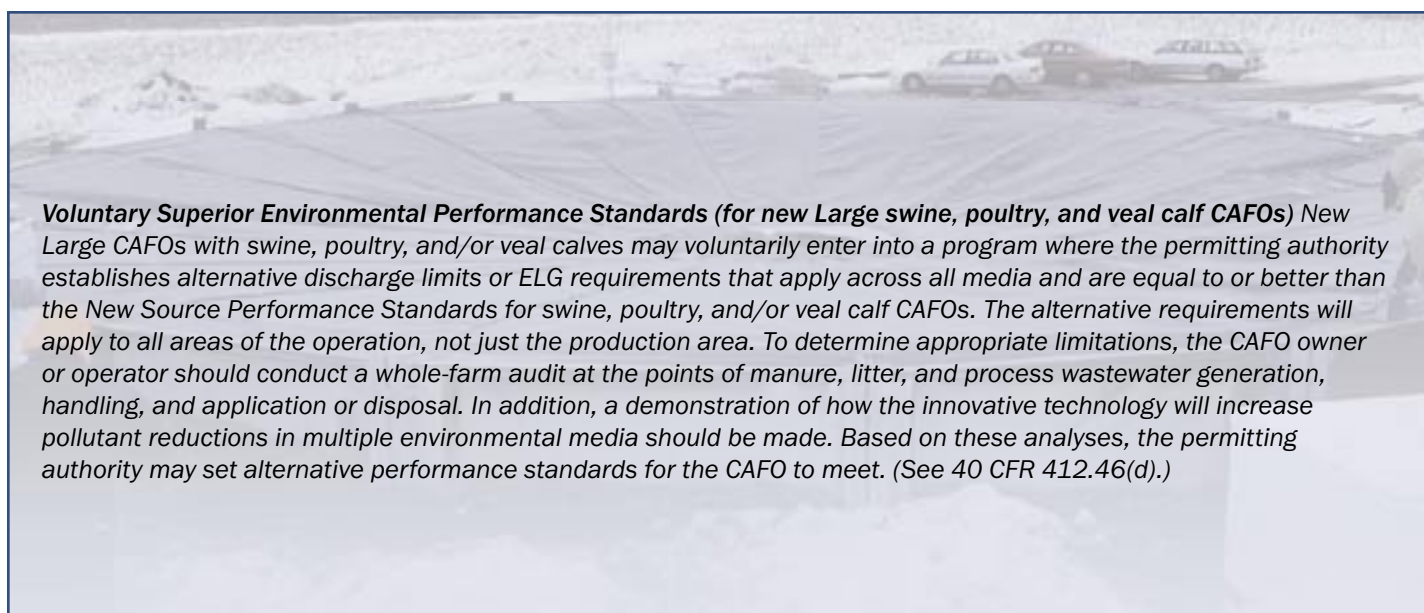 Voluntary Superior Environmental Performance Standards (for new Large swine, poultry, and veal calf CAFOs) New
Large CAFOs with swine, poultry, and/or veal calves may voluntarily enter into a program where the permitting authority
establishes alternative discharge limits or ELG requirements that apply across all media and are equal to or better than
the New Source Performance Standards for swine, poultry, and/or veal calf CAFOs. The alternative requirements will
apply to all areas of the operation, not just the production area. To determine appropriate limitations, the CAFO owner
or operator should conduct a whole-farm audit at the points of manure, litter, and process wastewater generation,
handling, and application or disposal. In addition, a demonstration of how the innovative technology will increase
pollutant reductions in multiple environmental media should be made. Based on these analyses, the permitting
authority may set alternative performance standards for the CAFO to meet. (See 40 CFR 412.46(d).)